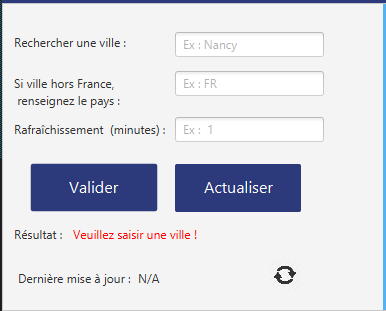 Rechercher une ville :
Ex : Nancy
Si ville hors France,
renseignez le pays :
Ex : FR
Rafraîchissement (minutes) :
Ex : 1
Valider
Actualiser
Résultat : Veuillez saisir une ville !
Dernière mise à jour : N/A